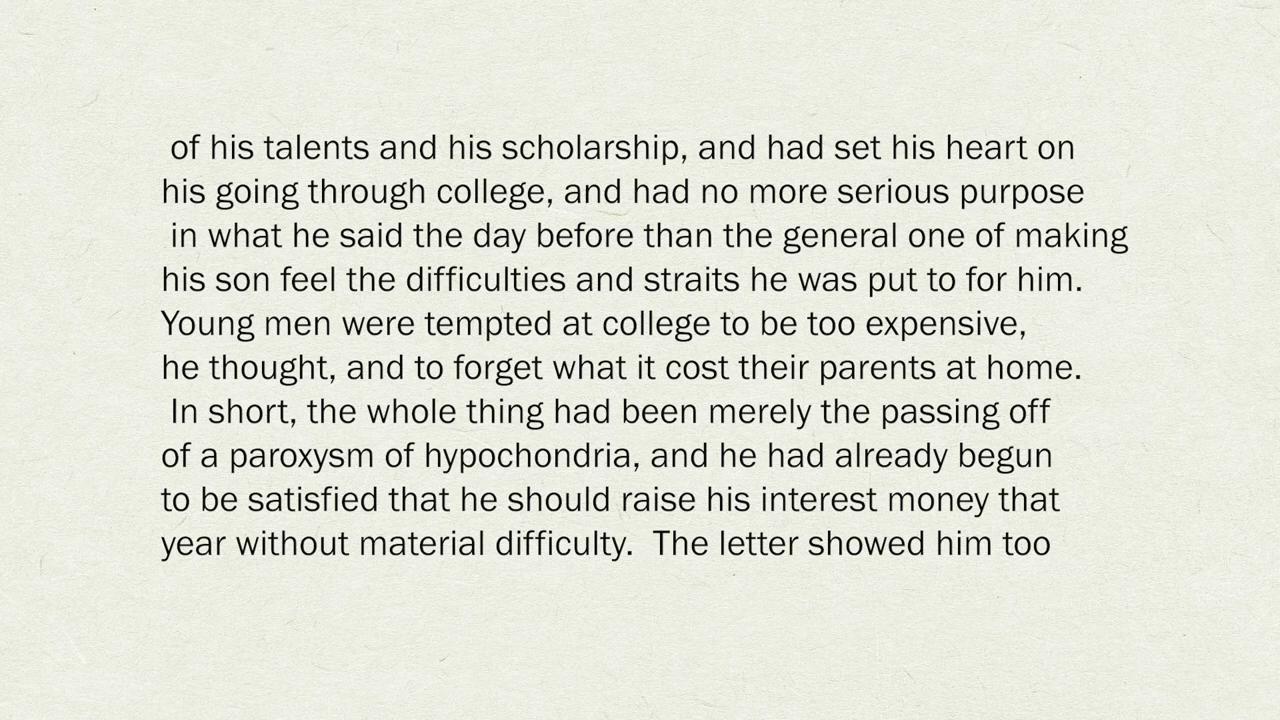 of his talents and his scholarship, and had set his heart on
his going through college, and had no more serious purpose
in what he said the day before than the general one of making
his son feel the difficulties and straits he was put to for him.
Young men were tempted at college to be too expensive,
he thought, and to forget what it cost their parents at home.
In short, the whole thing had been merely the passing off
of a paroxysm of hypochondria, and he had already begun
to be satisfied that he should raise his interest money that
year without material difficulty.  The letter showed him too